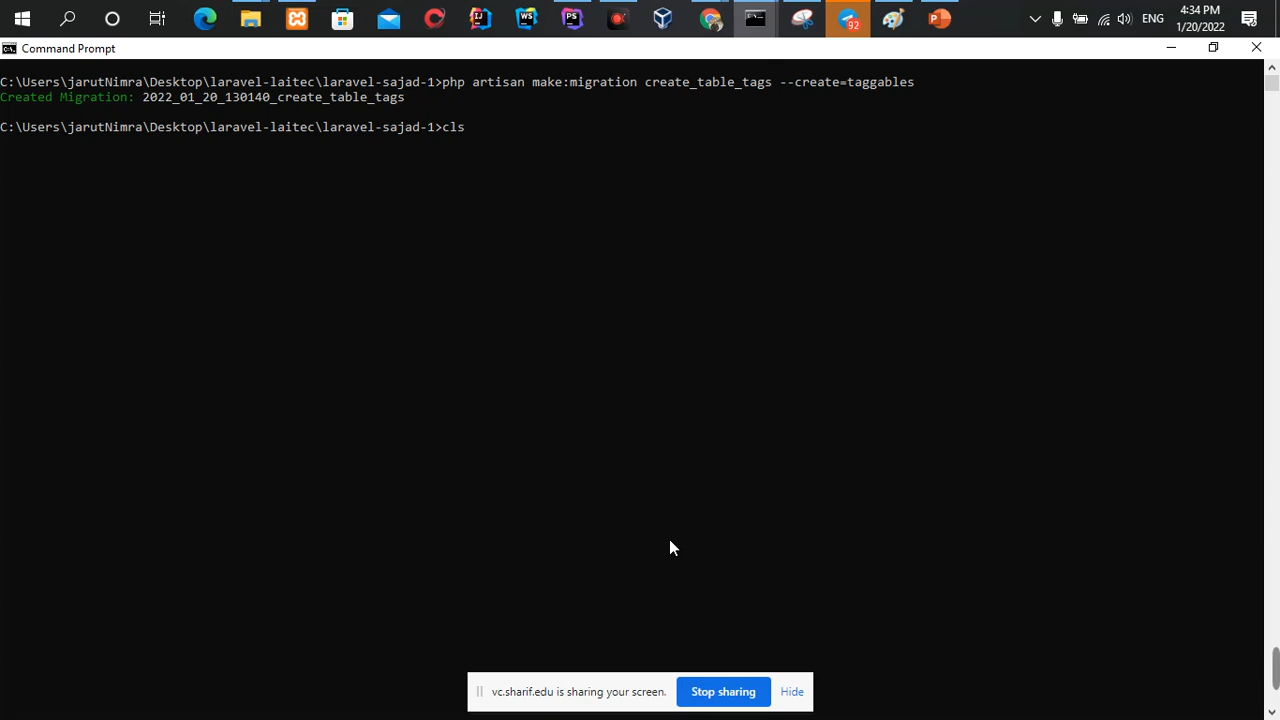 4:34 PM
ENG
1/20/2022
92
Command Prompt
C:\Users\jarutNimra\Desktop\laravel-laitec\laravel-sajad-1>php artisan make:migration create_table_tags --create=taggables
Created Migration: 2022_01_20_130140_create_table_tags
C:\Users\jarutNimra\Desktop\laravel-laitec\laravel-sajad-1>cls
vc.sharif.edu is sharing your screen.
Stop sharing
Hide